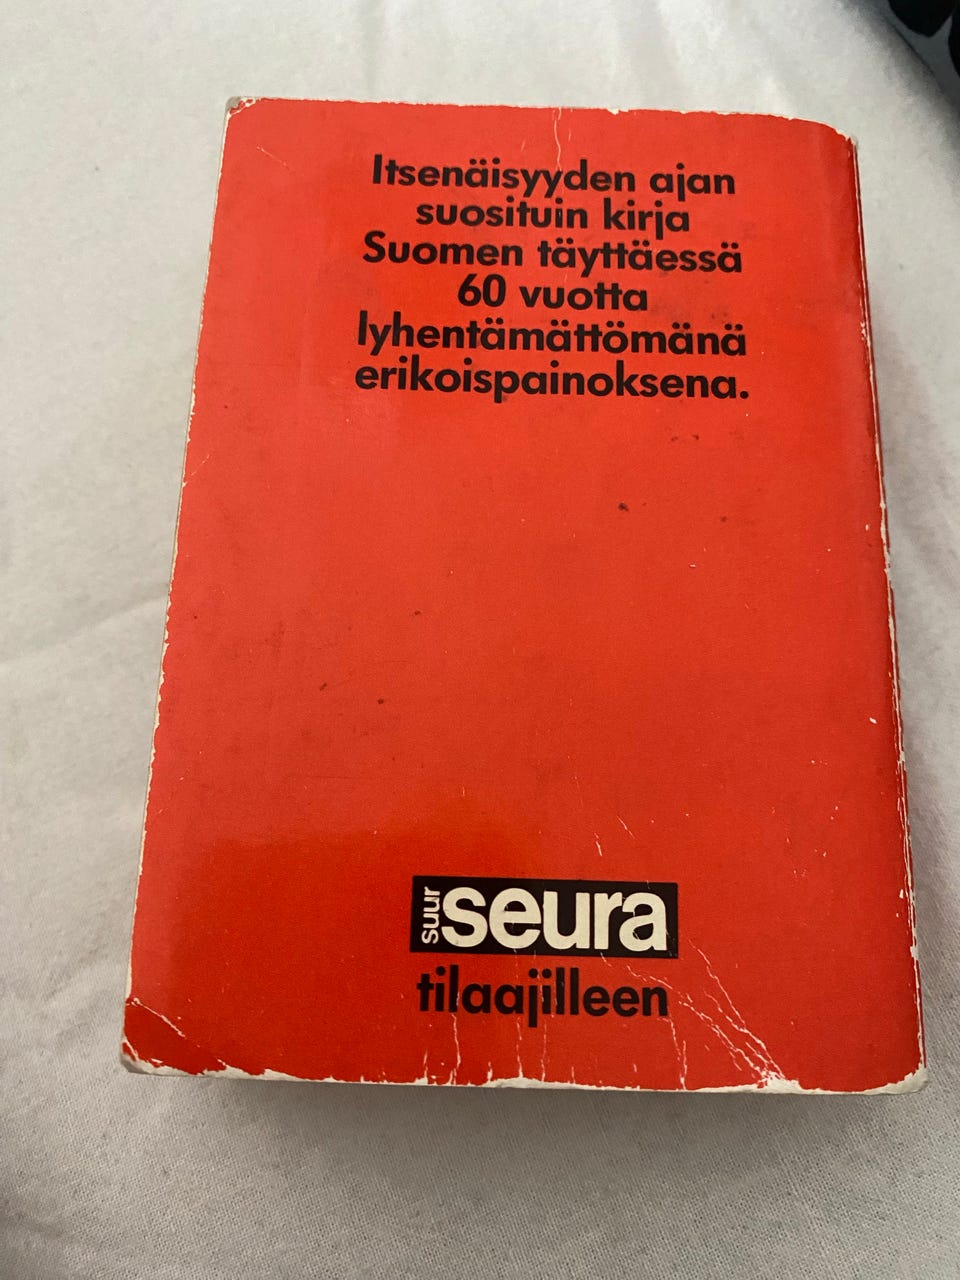 Itsenäisyyden ajan
suosituin kirja
Suomen täyttäessä
60 vuotta
lyhentämättömänä
erikoispainoksena.
suur seura
tilaajilleen